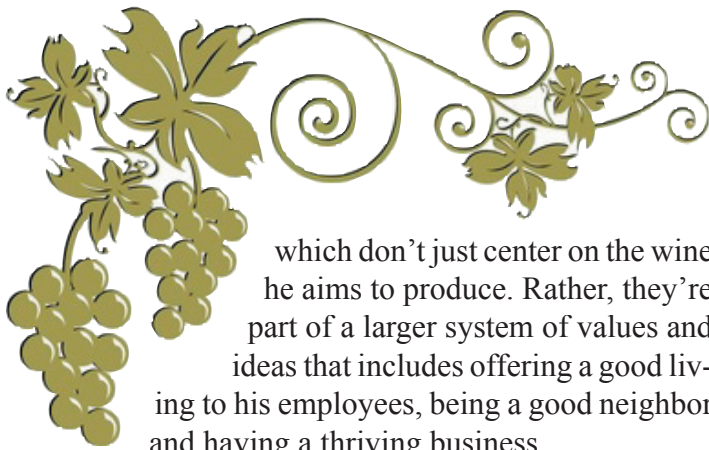 which don’t just center on the wine
he aims to produce. Rather, they’re
part of a larger system of values and
ideas that includes offering a good liv-
ing to his employees, being a good neighbor
and having a thriving business